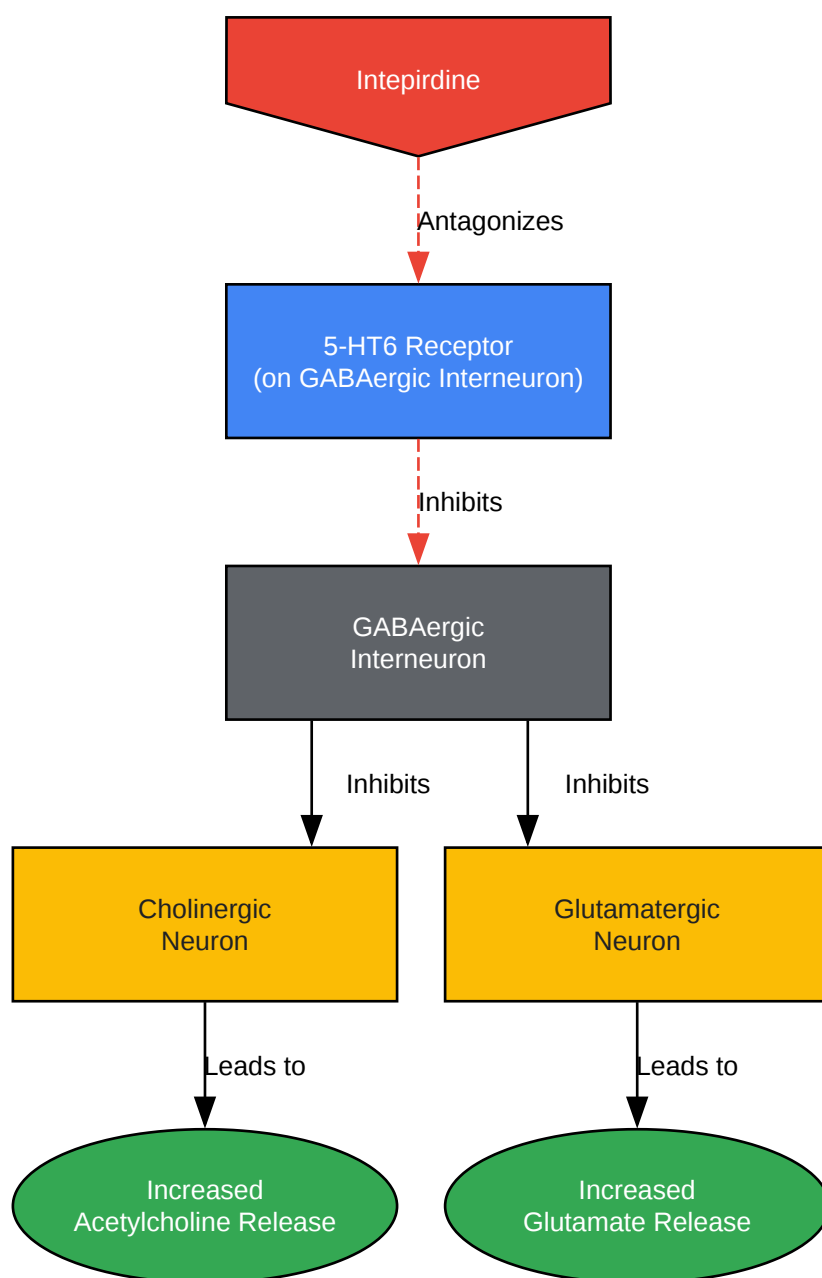 Intepirdine
Antagonizes
5-HT6 Receptor
(on GABAergic Interneuron)
Inhibits
GABAergic
Interneuron
Inhibits
Inhibits
Cholinergic
Neuron
Glutamatergic
Neuron
Leads to
Leads to
Increased
Acetylcholine Release
Increased
Glutamate Release